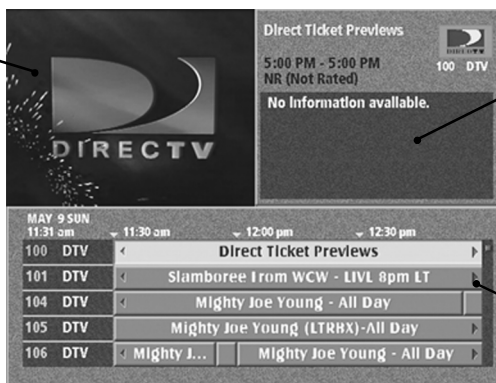 DIRECTV
Direct Ticket Previews
5:00 PM - 5:00 PM
NR (Not Rated)
DIRECTV
100 DTV
No Information available.
MAY 9 SUN
11:31 am 11:30 am 12:00 pm 12:30 pm
100 DTV Direct Ticket Previews
101 DTV Slamboree from WCW - LIVE 8pm ET
104 DTV Mighty Joe Young - All Day
105 DTV Mighty Joe Young (LTRBX)-All Day
106 DTV Mighty J... Mighty Joe Young - All Day